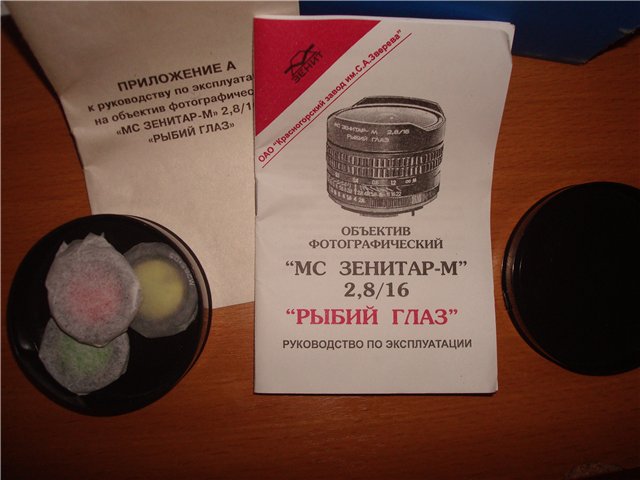 ПРИЛОЖЕНИЕ А
к руководству по эксплуата
на объектив фотографиче
«МС ЗЕНИТАР-М» 2,8/16
«РЫБИЙ ГЛАЗ»
ЗЕНИТ
ОАО "Красногорский завод им.С.А.Зверева"
МС ЗЕНИТАР-М 2,8/16
РЫБИЙ ГЛАЗ
ОБЪЕКТИВ
ФОТОГРАФИЧЕСКИЙ
"МС ЗЕНИТАР-М"
2,8/16
"РЫБИЙ ГЛАЗ"
РУКОВОДСТВО ПО ЭКСПЛУАТАЦИИ